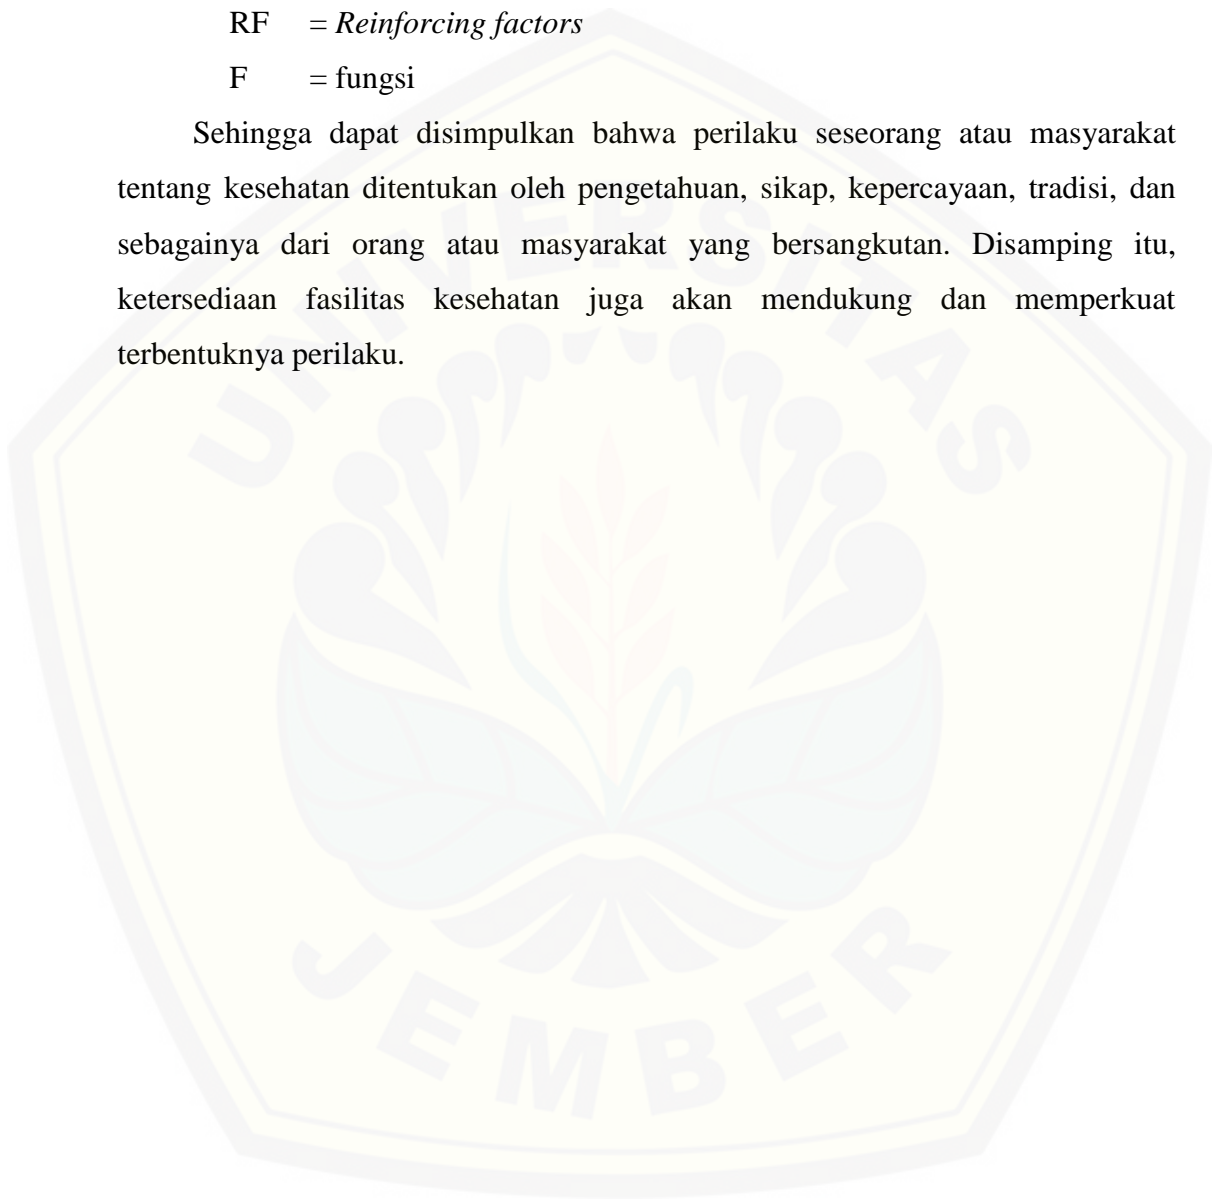 RF = Reinforcing factors
F = fungsi
Sehingga dapat disimpulkan bahwa perilaku seseorang atau masyarakat
tentang kesehatan ditentukan oleh pengetahuan, sikap, kepercayaan, tradisi, dan
sebagainya dari orang atau masyarakat yang bersangkutan. Disamping itu,
ketersediaan fasilitas kesehatan juga akan mendukung dan memperkuat
terbentuknya perilaku.
UNIVERSITAS
JEMBER